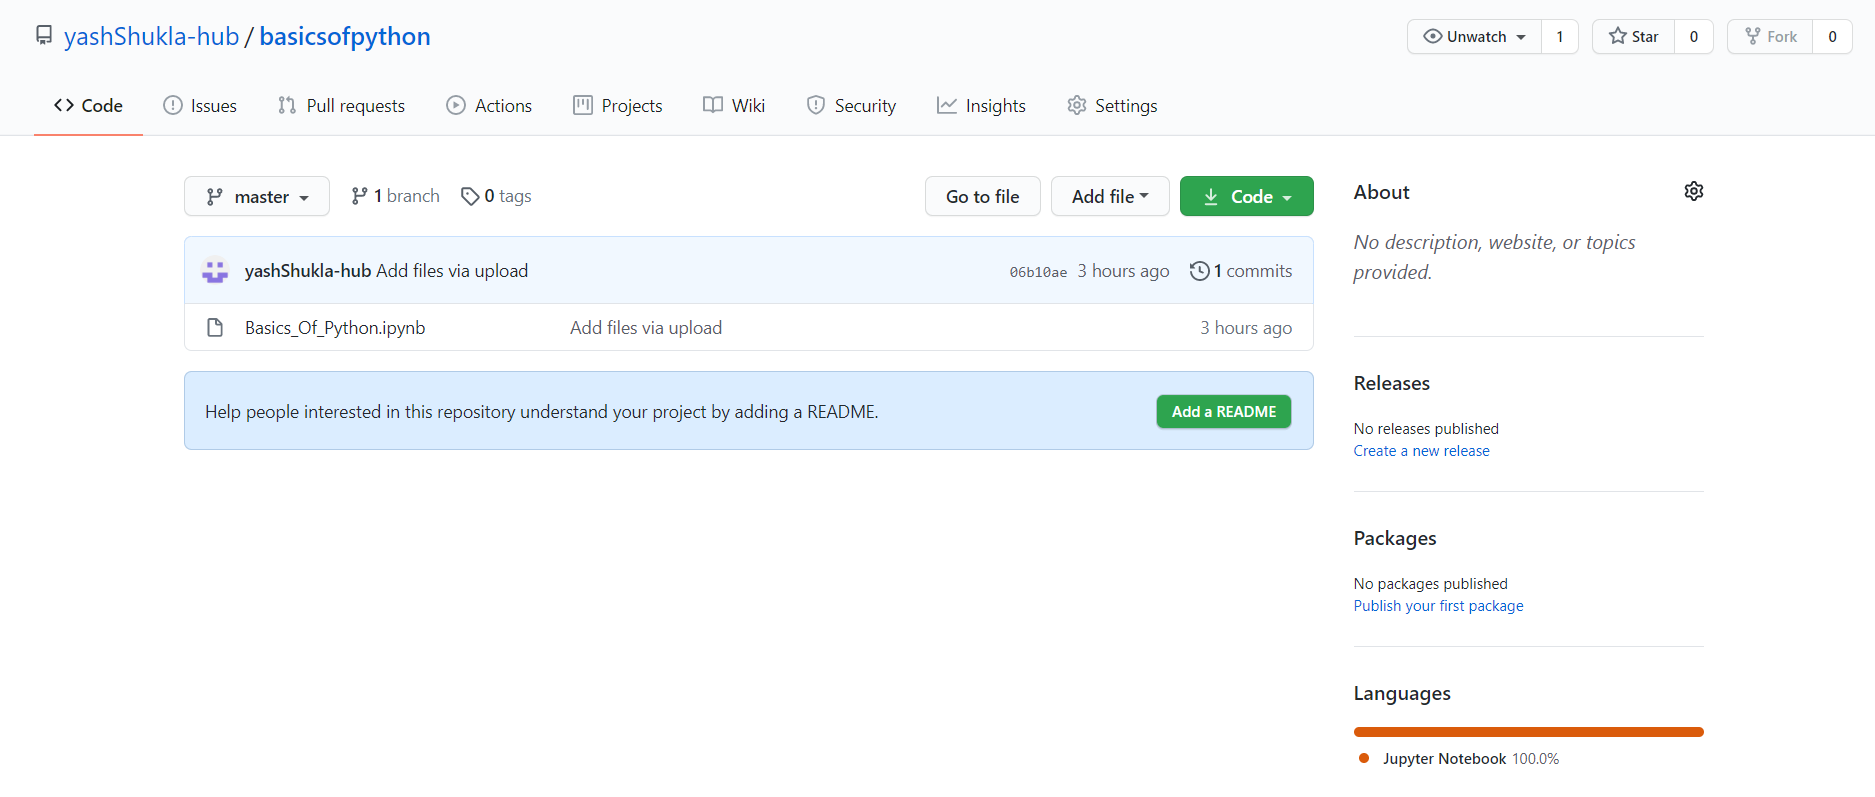 yashShukla-hub / basicsofpython
Unwatch 1 Star 0 Fork 0
Code Issues Pull requests Actions Projects Wiki Security Insights Settings
master 1 branch 0 tags Go to file Add file Code
yashShukla-hub Add files via upload 06b10ae 3 hours ago 1 commits
Basics_Of_Python.ipynb Add files via upload 3 hours ago
Help people interested in this repository understand your project by adding a README. Add a README
About
No description, website, or topics
provided.
Releases
No releases published
Create a new release
Packages
No packages published
Publish your first package
Languages
Jupyter Notebook 100.0%